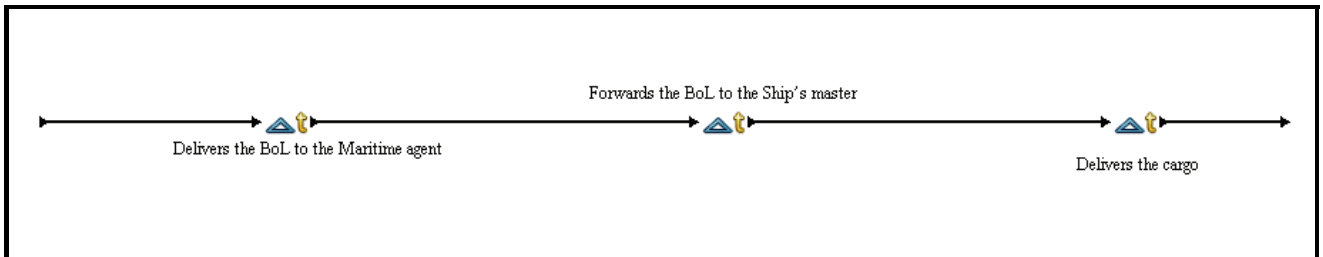 Forwards the BoL to the Ship's master
Delivers the BoL to the Maritime agent
Delivers the cargo